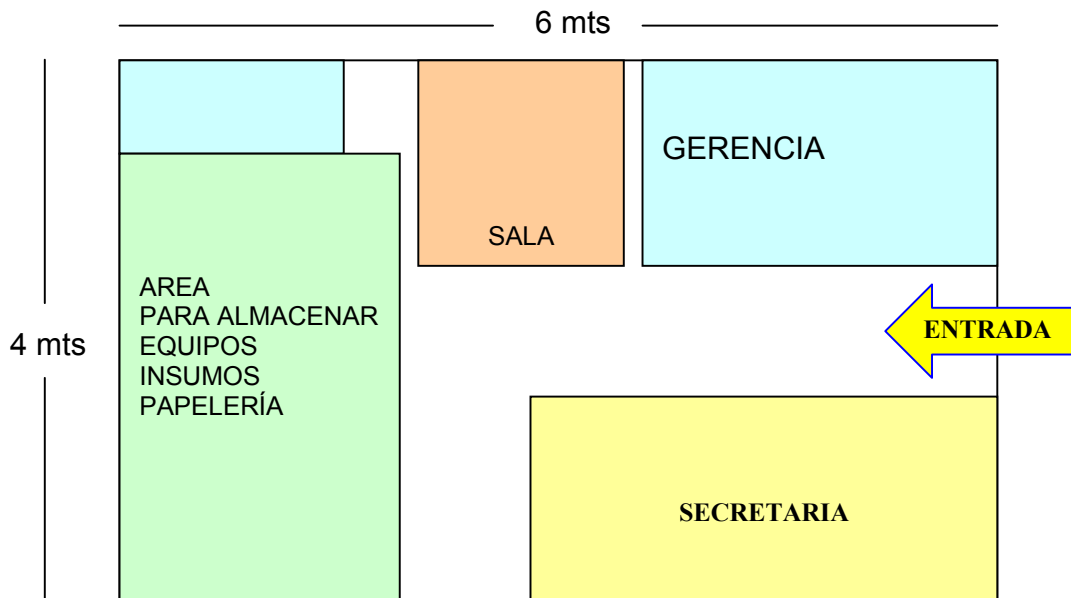 6 mts
GERENCIA
SALA
AREA
PARA ALMACENAR
EQUIPOS
INSUMOS
PAPELERÍA
4 mts
ENTRADA
SECRETARIA